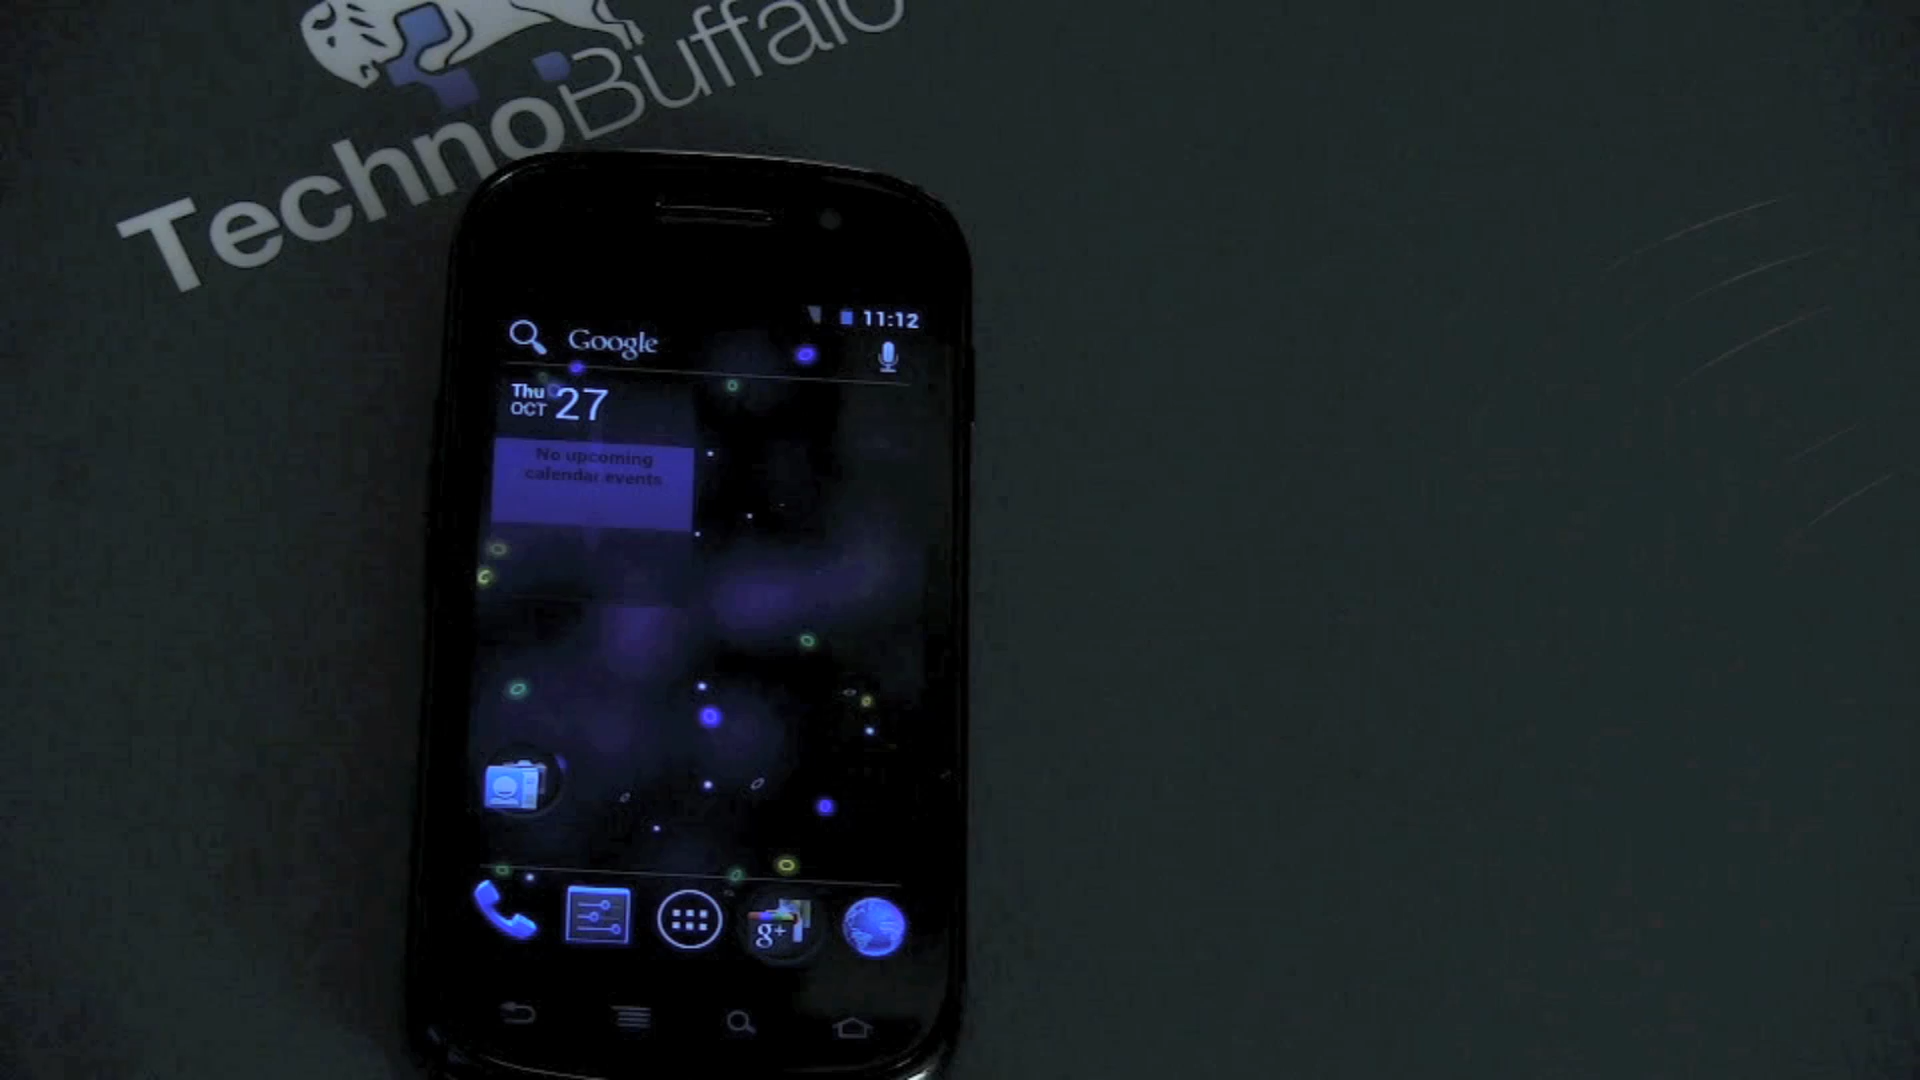 TechnoBuffalo
11:12
Google
Thu
OCT 27
No upcoming
calendar events
g+